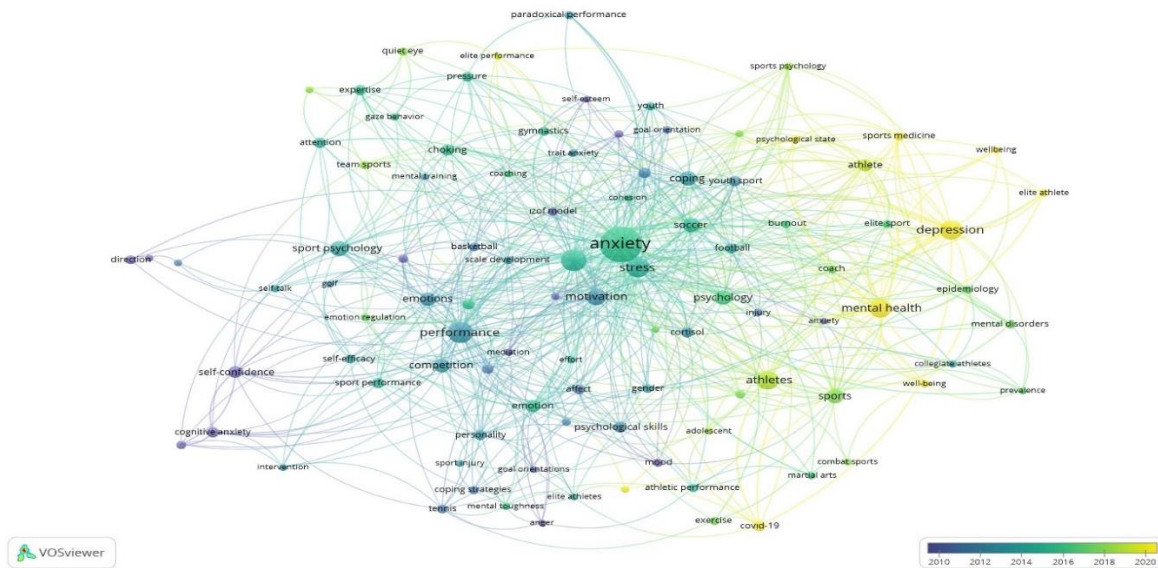 paradoxical performance
quiet eye
elite performance
pressure
sports psychology
expertise
self-esteem
youth
gaze behavior
gymnastics
goal orientation
attention
choking
trait anxiety
psychological state
sports medicine
team sports
wellbeing
mental training
coaching
coping
youth sport
athlete
cohesion
elite athlete
izof model
soccer
burnout
elite sport
depression
anxiety
sport psychology
basketball
football
direction
scale development
stress
coach
self-talk
golf
emotions
motivation
psychology
epidemiology
mental health
emotion regulation
injury
anxiety
mental disorders
performance
cortisol
self-efficacy
mediation
competition
effort
collegiate athletes
self-confidence
sport performance
affect
gender
athletes
well-being
prevalence
emotion
sports
cognitive anxiety
personality
psychological skills
adolescent
intervention
sport injury
goal orientations
mood
combat sports
martial arts
coping strategies
elite athletes
athletic performance
tennis
mental toughness
anger
exercise
covid-19
VOSviewer
2010 2012 2014 2016 2018 2020